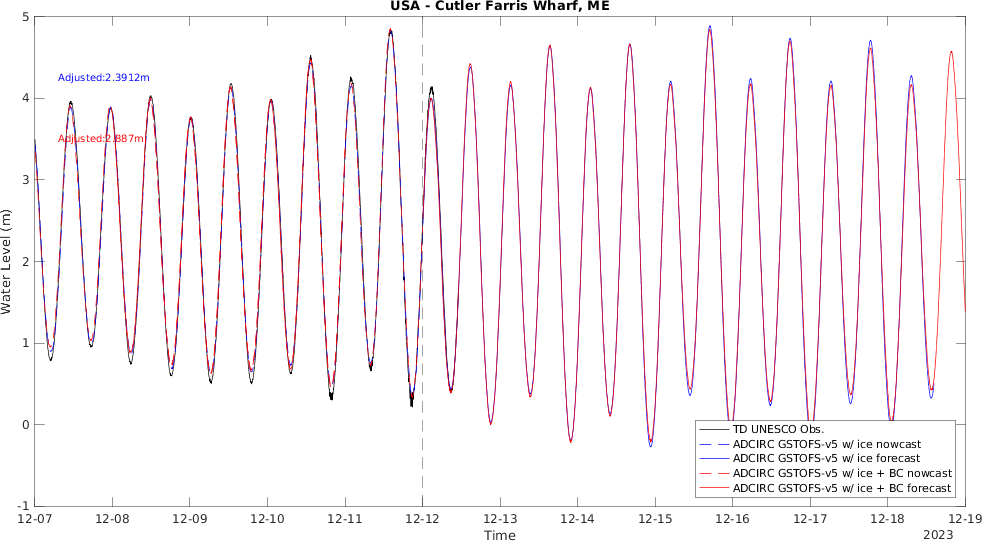 USA - Cutler Farris Wharf, ME
5
4
3
2
1
0
-1
Water Level (m)
Adjusted:2.3912m
Adjusted:2.887m
TD UNESCO Obs.
ADCIRC GSTOFS-v5 w/ ice nowcast
ADCIRC GSTOFS-v5 w/ ice forecast
ADCIRC GSTOFS-v5 w/ ice + BC nowcast
ADCIRC GSTOFS-v5 w/ ice + BC forecast
12-07 12-08 12-09 12-10 12-11 12-12 12-13 12-14 12-15 12-16 12-17 12-18 12-19
Time
2023